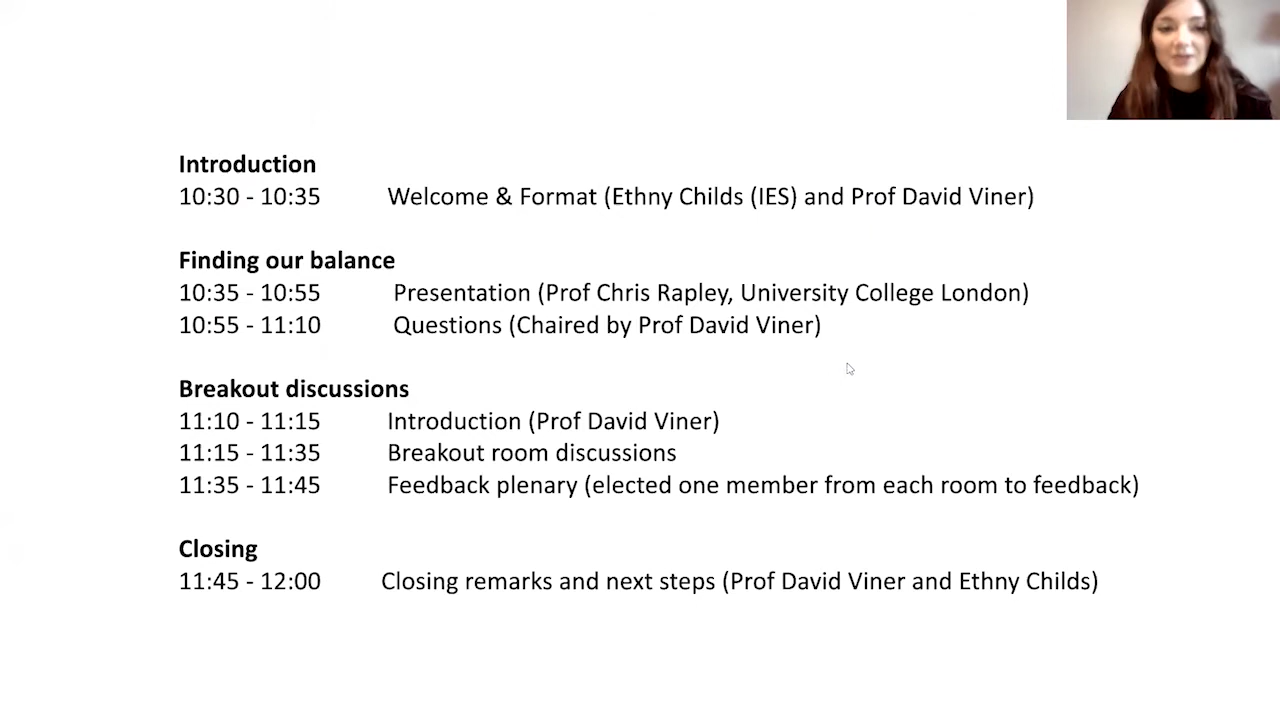 Introduction
10:30 - 10:35 Welcome & Format (Ethny Childs (IES) and Prof David Viner)
Finding our balance
10:35 - 10:55 Presentation (Prof Chris Rapley, University College London)
10:55 - 11:10 Questions (Chaired by Prof David Viner)
Breakout discussions
11:10 - 11:15 Introduction (Prof David Viner)
11:15 - 11:35 Breakout room discussions
11:35 - 11:45 Feedback plenary (elected one member from each room to feedback)
Closing
11:45 - 12:00 Closing remarks and next steps (Prof David Viner and Ethny Childs)